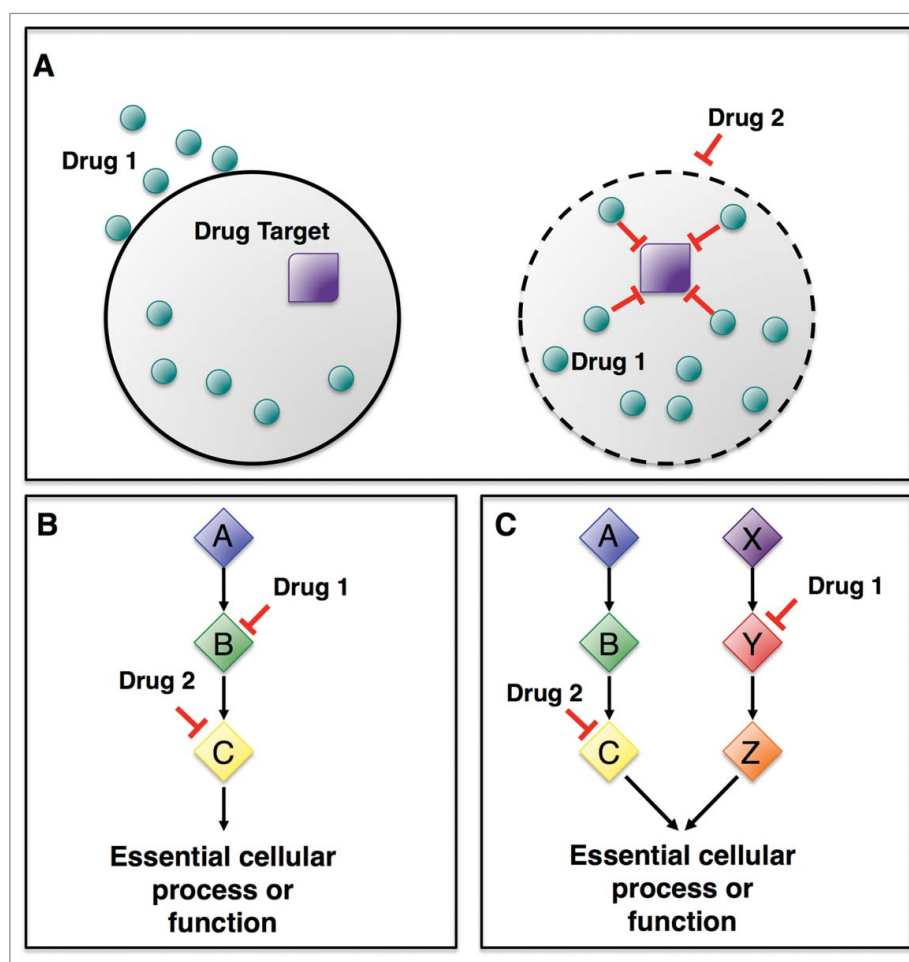 A
Drug 1
Drug Target
Drug 2
Drug 1
B
A
Drug 1
B
Drug 2
C
Essential cellular
process or
function
C
A
X
Drug 1
B
Y
Drug 2
C
Z
Essential cellular
process or
function